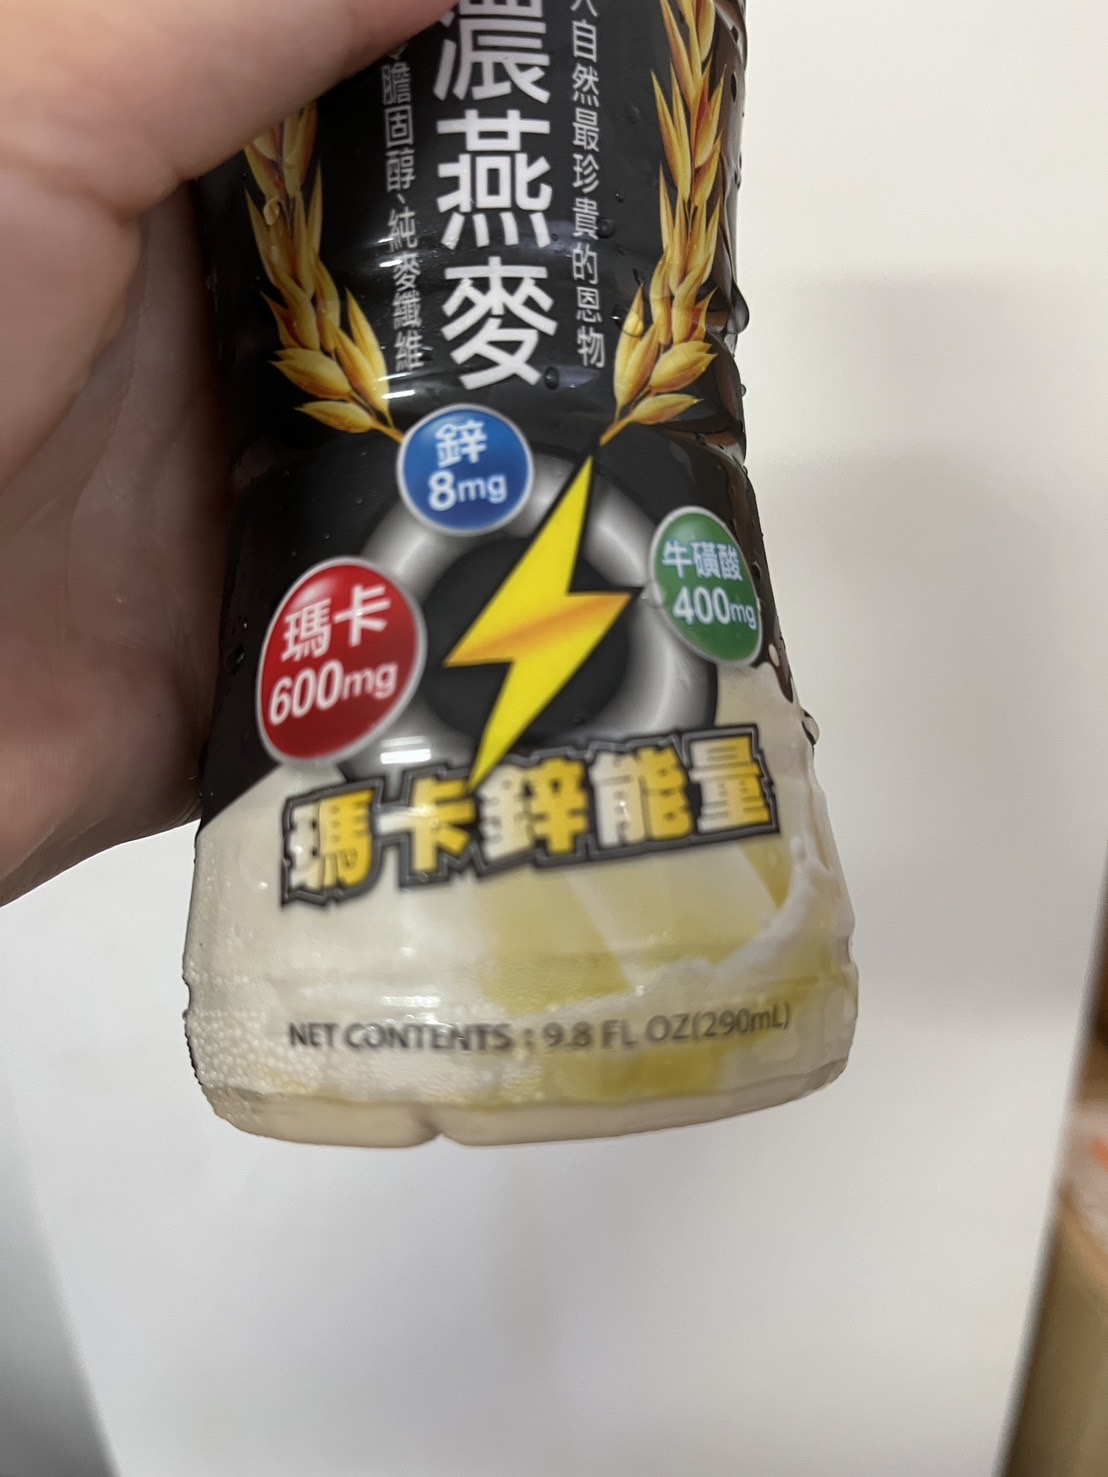 濃燕麥
自然最珍貴的恩物
膽固醇、純麥纖維
鋅
8mg
牛磺酸
400mg
瑪卡
600mg
瑪卡鋅能量
NET CONTENTS : 9.8 FL OZ(290mL)